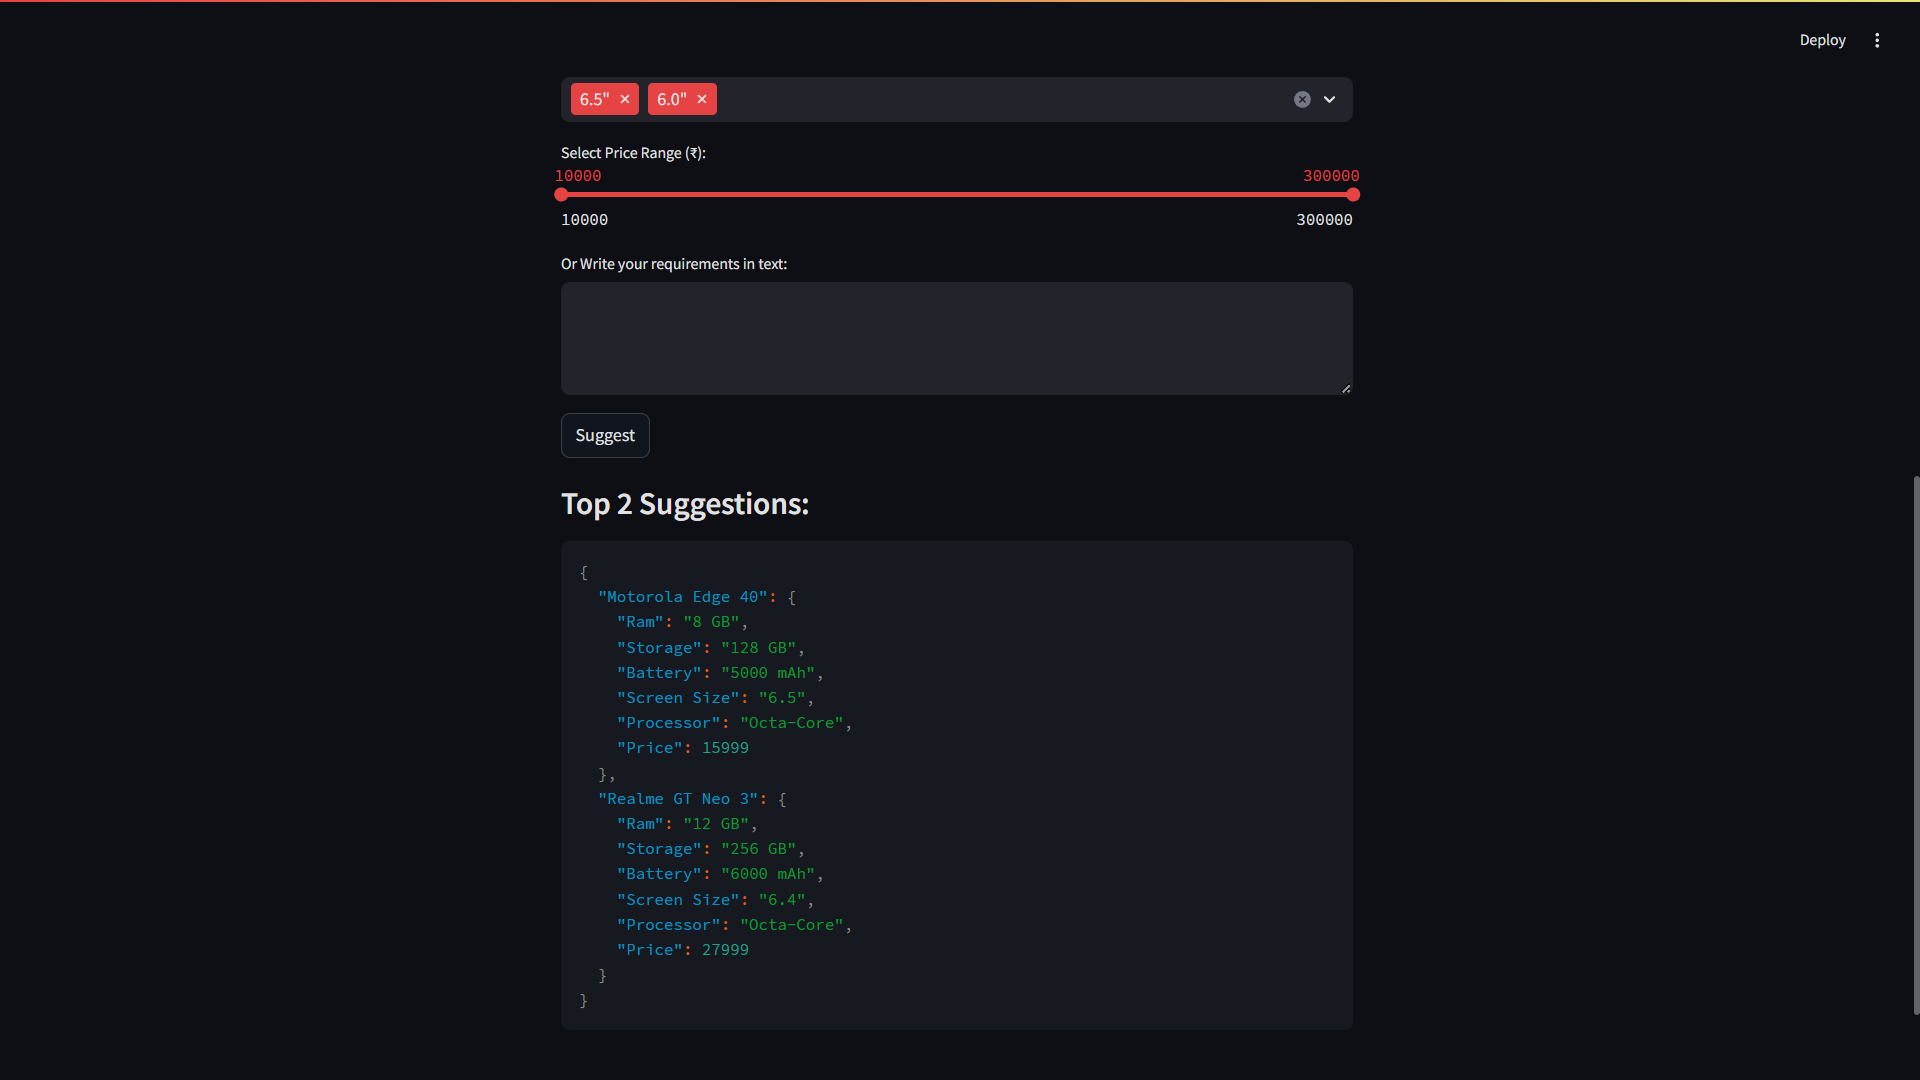 Deploy
6.5" 6.0"
Select Price Range (₹):
10000 300000
10000 300000
Or Write your requirements in text:
Suggest
Top 2 Suggestions:
{
"Motorola Edge 40": {
"Ram": "8 GB",
"Storage": "128 GB",
"Battery": "5000 mAh",
"Screen Size": "6.5",
"Processor": "Octa-Core",
"Price": 15999
},
"Realme GT Neo 3": {
"Ram": "12 GB",
"Storage": "256 GB",
"Battery": "6000 mAh",
"Screen Size": "6.4",
"Processor": "Octa-Core",
"Price": 27999
}
}